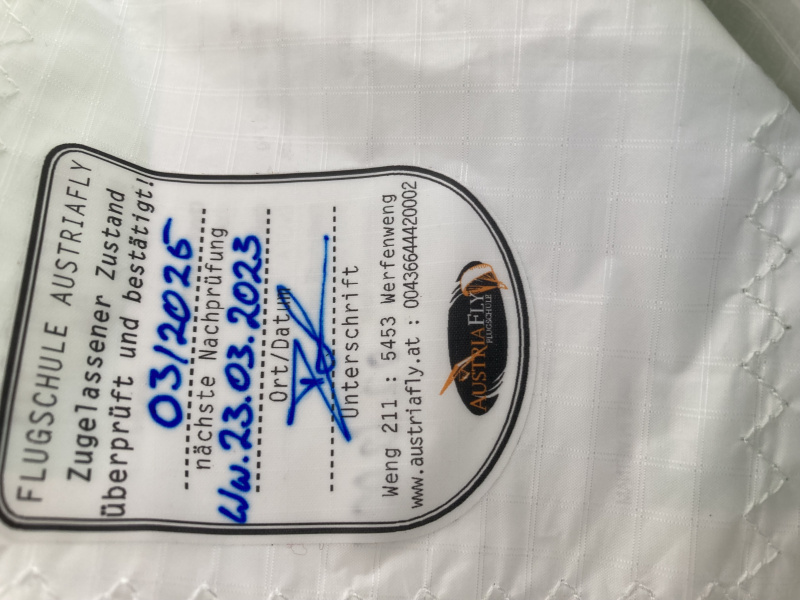 FLUGSCHULE AUSTRIAFLY
Zugelassener Zustand
überprüft und bestätigt!
03/2025
nächste Nachprüfung
Ww. 23.03.2023
Ort/Datum
Unterschrift
Weng 211 : 5453 Werfenweng
www.austriafly.at : 00436644420002
AUSTRIAFLY
FLUGSCHULE